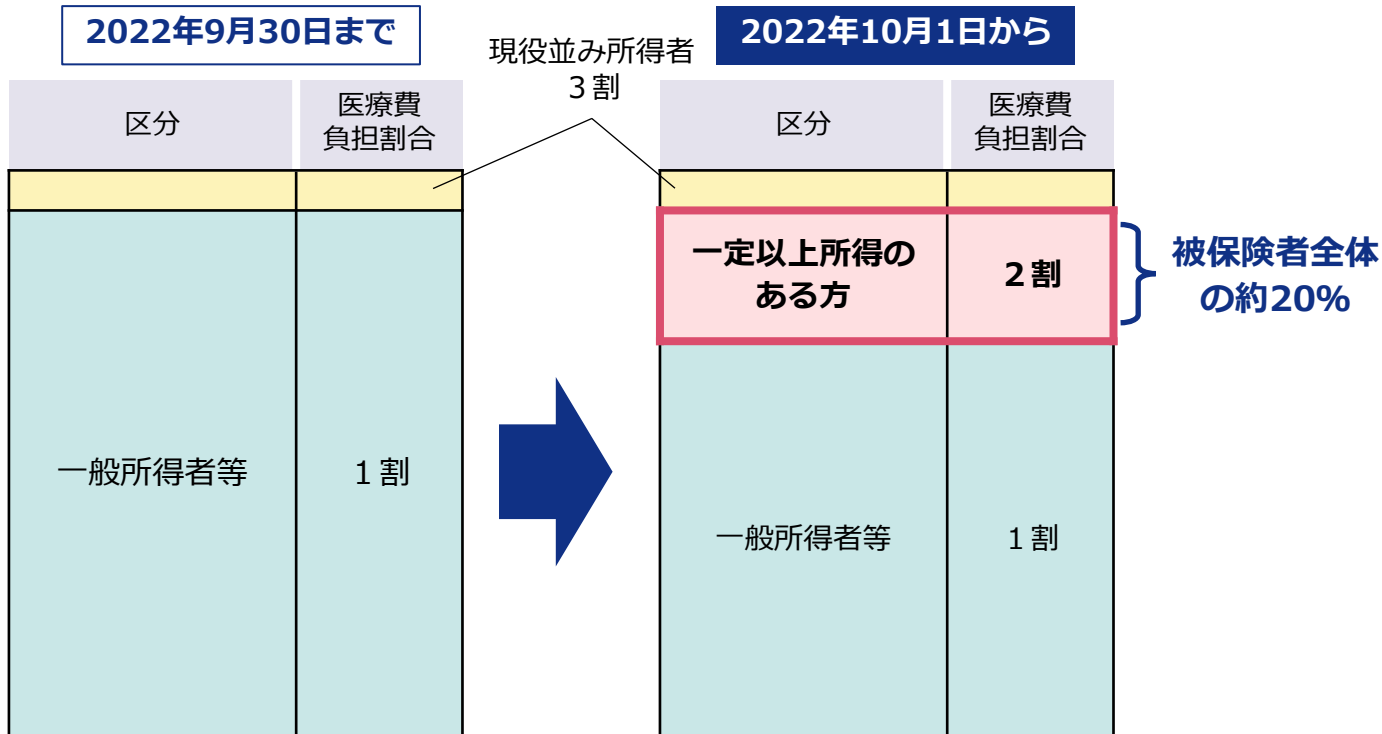 2022年9月30日まで
現役並み所得者
３割
2022年10月1日から
区分
医療費
負担割合
一般所得者等
１割
区分
医療費
負担割合
一定以上所得の
ある方
２割
被保険者全体
の約20%
一般所得者等
１割